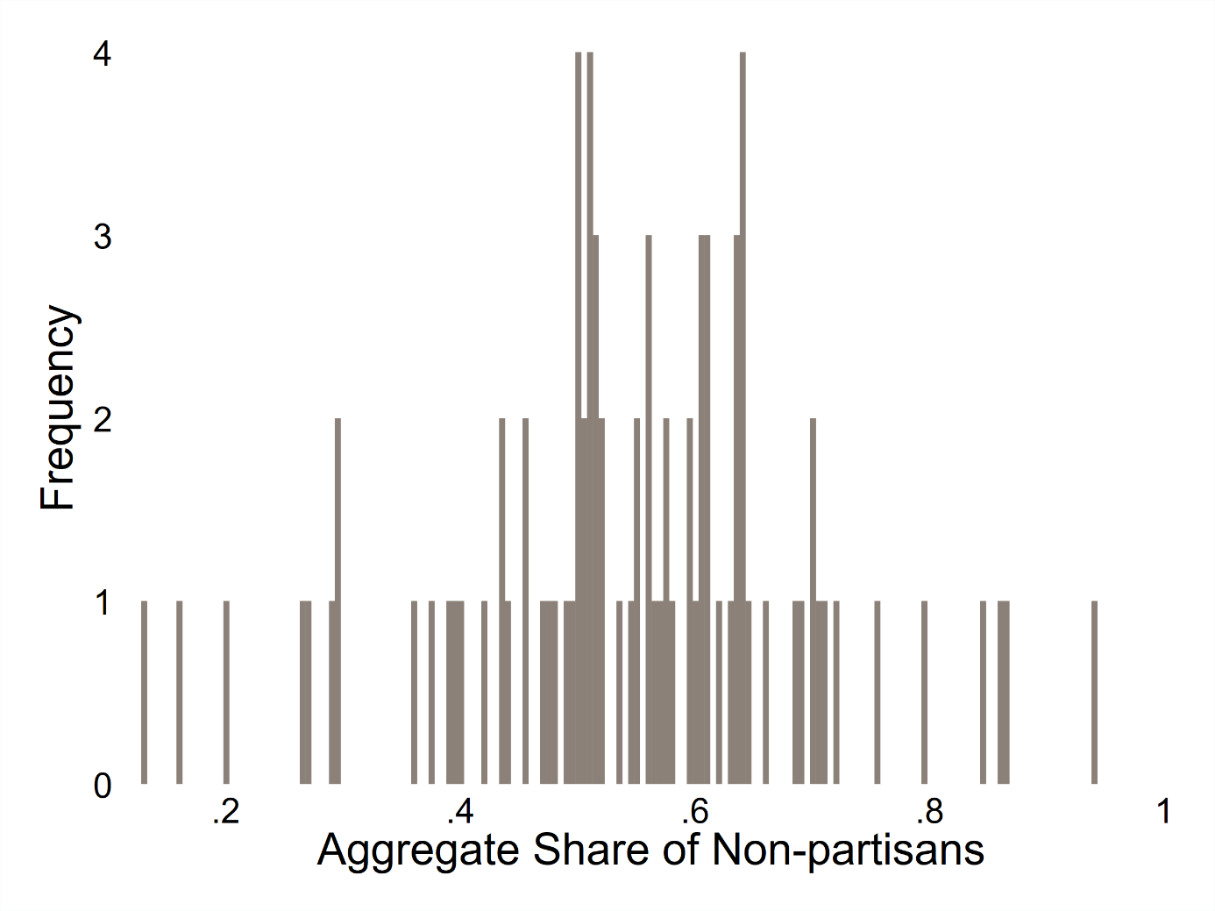 4
3
2
1
0
Frequency
.2 .4 .6 .8 1
Aggregate Share of Non-partisans